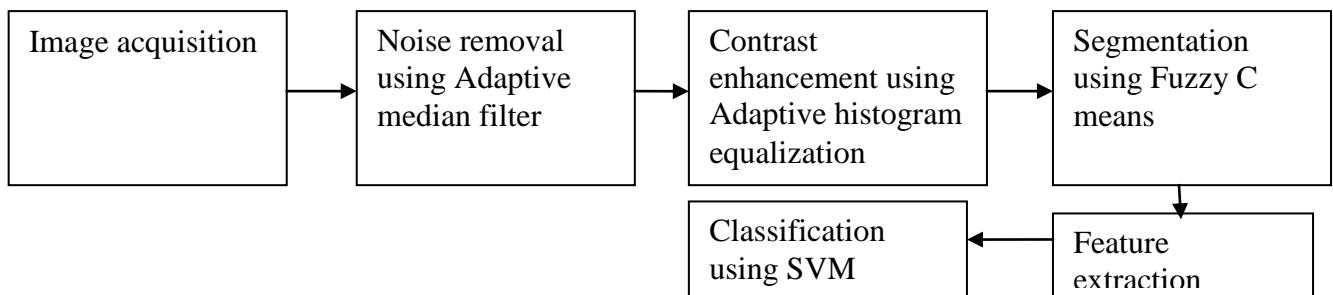 Image acquisition
Noise removal
using Adaptive
median filter
Contrast
enhancement using
Adaptive histogram
equalization
Segmentation
using Fuzzy C
means
Feature
extraction
Classification
using SVM